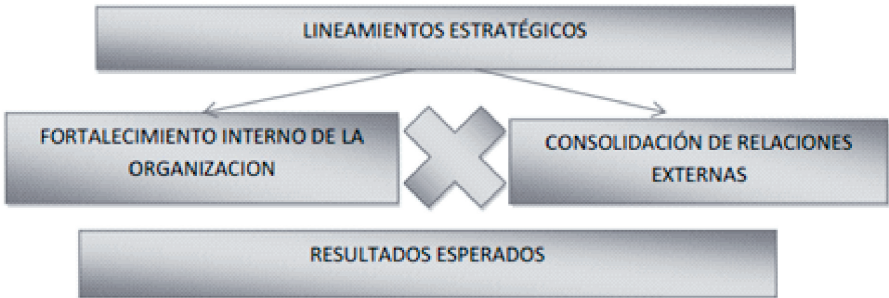 LINEAMIENTOS ESTRATÉGICOS
FORTALECIMIENTO INTERNO DE LA
ORGANIZACION
CONSOLIDACIÓN DE RELACIONES
EXTERNAS
RESULTADOS ESPERADOS